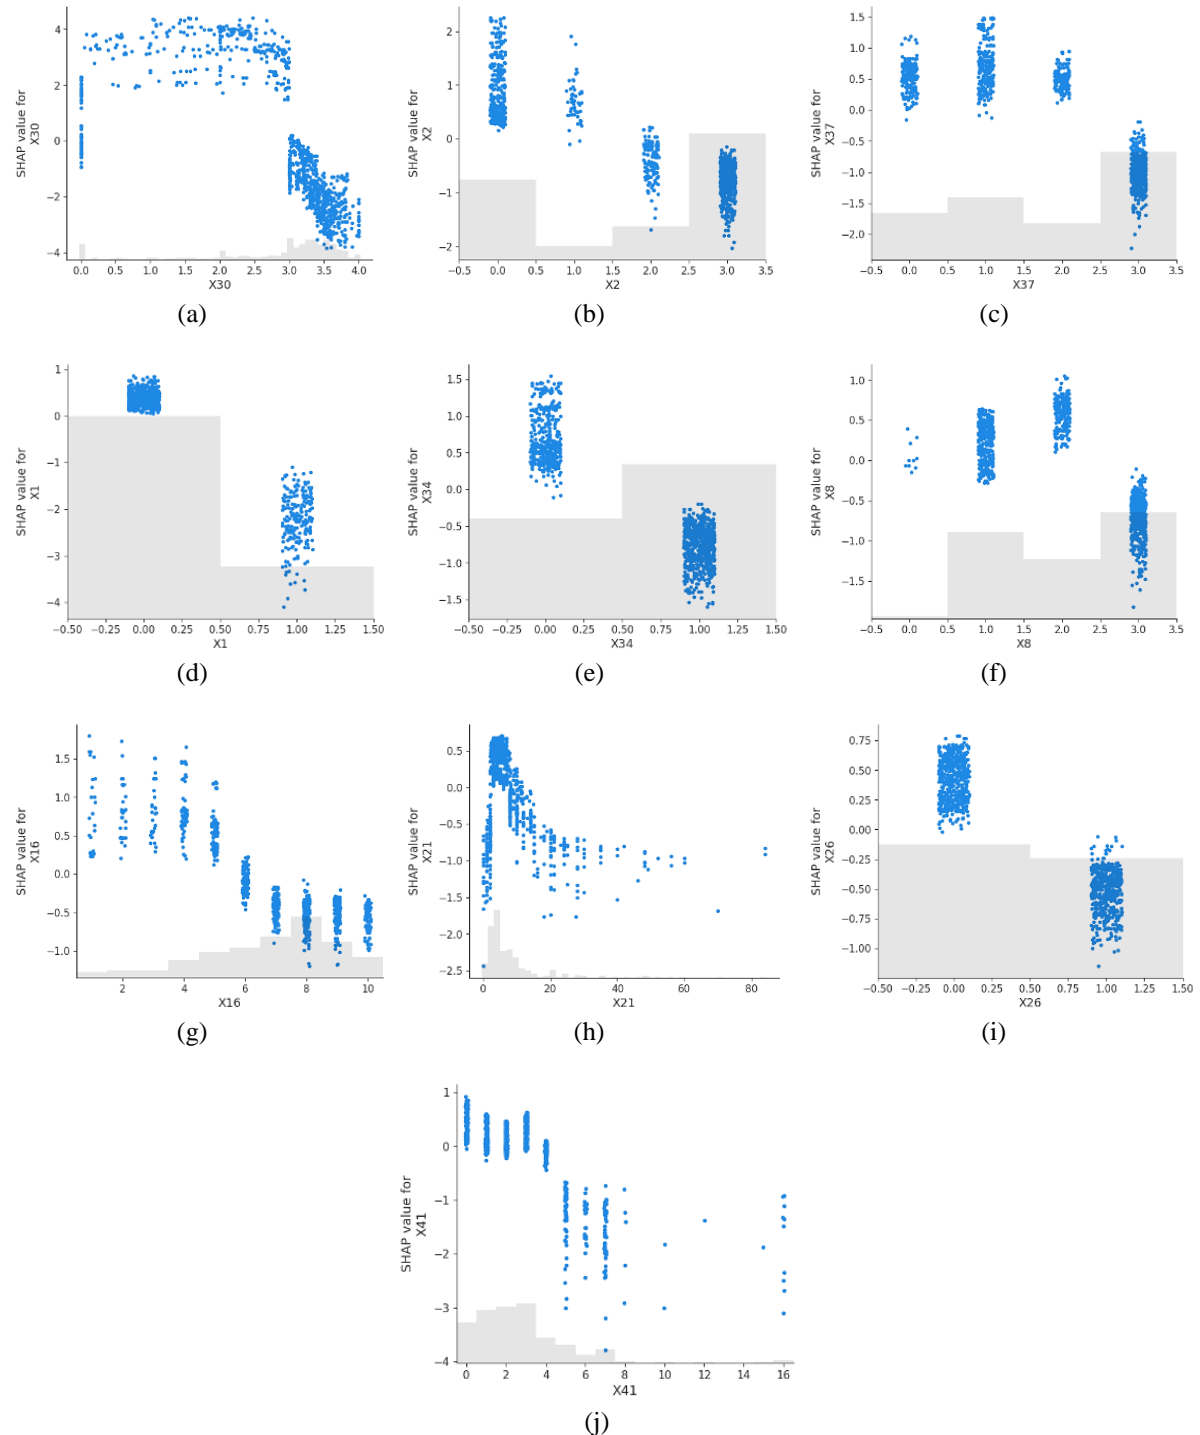 4
2
0
−2
−4
SHAP value for
X30
0.0 0.5 1.0 1.5 2.0 2.5 3.0 3.5 4.0
X30
(a)
2
1
0
−1
−2
SHAP value for
X2
−0.5 0.0 0.5 1.0 1.5 2.0 2.5 3.0 3.5
X2
(b)
1.5
1.0
0.5
0.0
−0.5
−1.0
−1.5
−2.0
SHAP value for
X37
−0.5 0.0 0.5 1.0 1.5 2.0 2.5 3.0 3.5
X37
(c)
1
0
−1
−2
−3
−4
SHAP value for
X1
−0.50 −0.25 0.00 0.25 0.50 0.75 1.00 1.25 1.50
X1
(d)
1.5
1.0
0.5
0.0
−0.5
−1.0
−1.5
SHAP value for
X34
−0.50 −0.25 0.00 0.25 0.50 0.75 1.00 1.25 1.50
X34
(e)
1.0
0.5
0.0
−0.5
−1.0
−1.5
SHAP value for
X8
−0.5 0.0 0.5 1.0 1.5 2.0 2.5 3.0 3.5
X8
(f)
1.5
1.0
0.5
0.0
−0.5
−1.0
SHAP value for
X16
2 4 6 8 10
X16
(g)
0.5
0.0
−0.5
−1.0
−1.5
−2.0
−2.5
SHAP value for
X21
0 20 40 60 80
X21
(h)
0.75
0.50
0.25
0.00
−0.25
−0.50
−0.75
−1.00
SHAP value for
X26
−0.50 −0.25 0.00 0.25 0.50 0.75 1.00 1.25 1.50
X26
(i)
1
0
−1
−2
−3
−4
SHAP value for
X41
0 2 4 6 8 10 12 14 16
X41
(j)